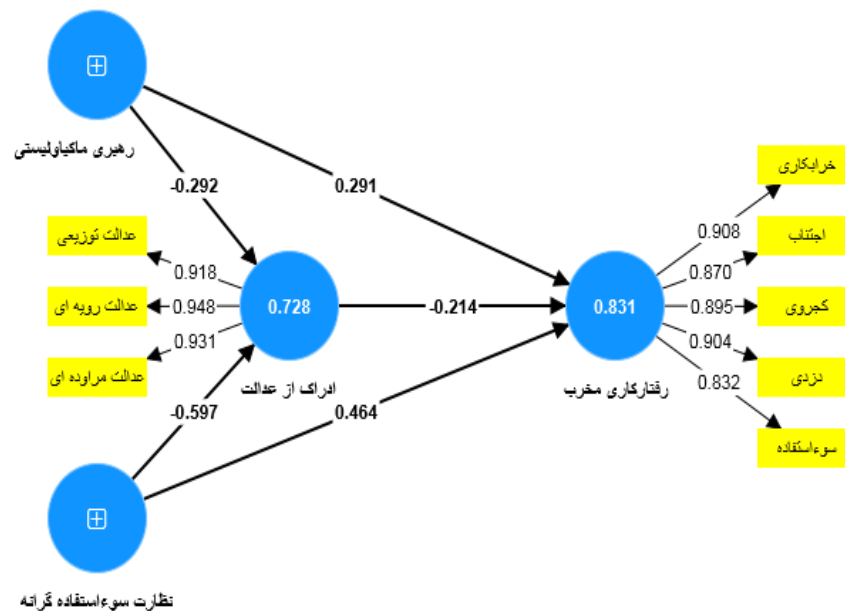 رهبری ماکیاولیستی
-0.292
0.291
خرابکاری
0.908
اجتناب
0.870
عدالت توزیعی
0.918
عدالت رویه ای
0.948
0.728
-0.214
0.831
0.895
کجروی
0.931
0.904
دزدی
عدالت مراوده ای
ادراک از عدالت
رفتارکاری مخرب
0.832
-0.597
0.464
سوءاستفاده
نظارت سوءاستفاده گرانه